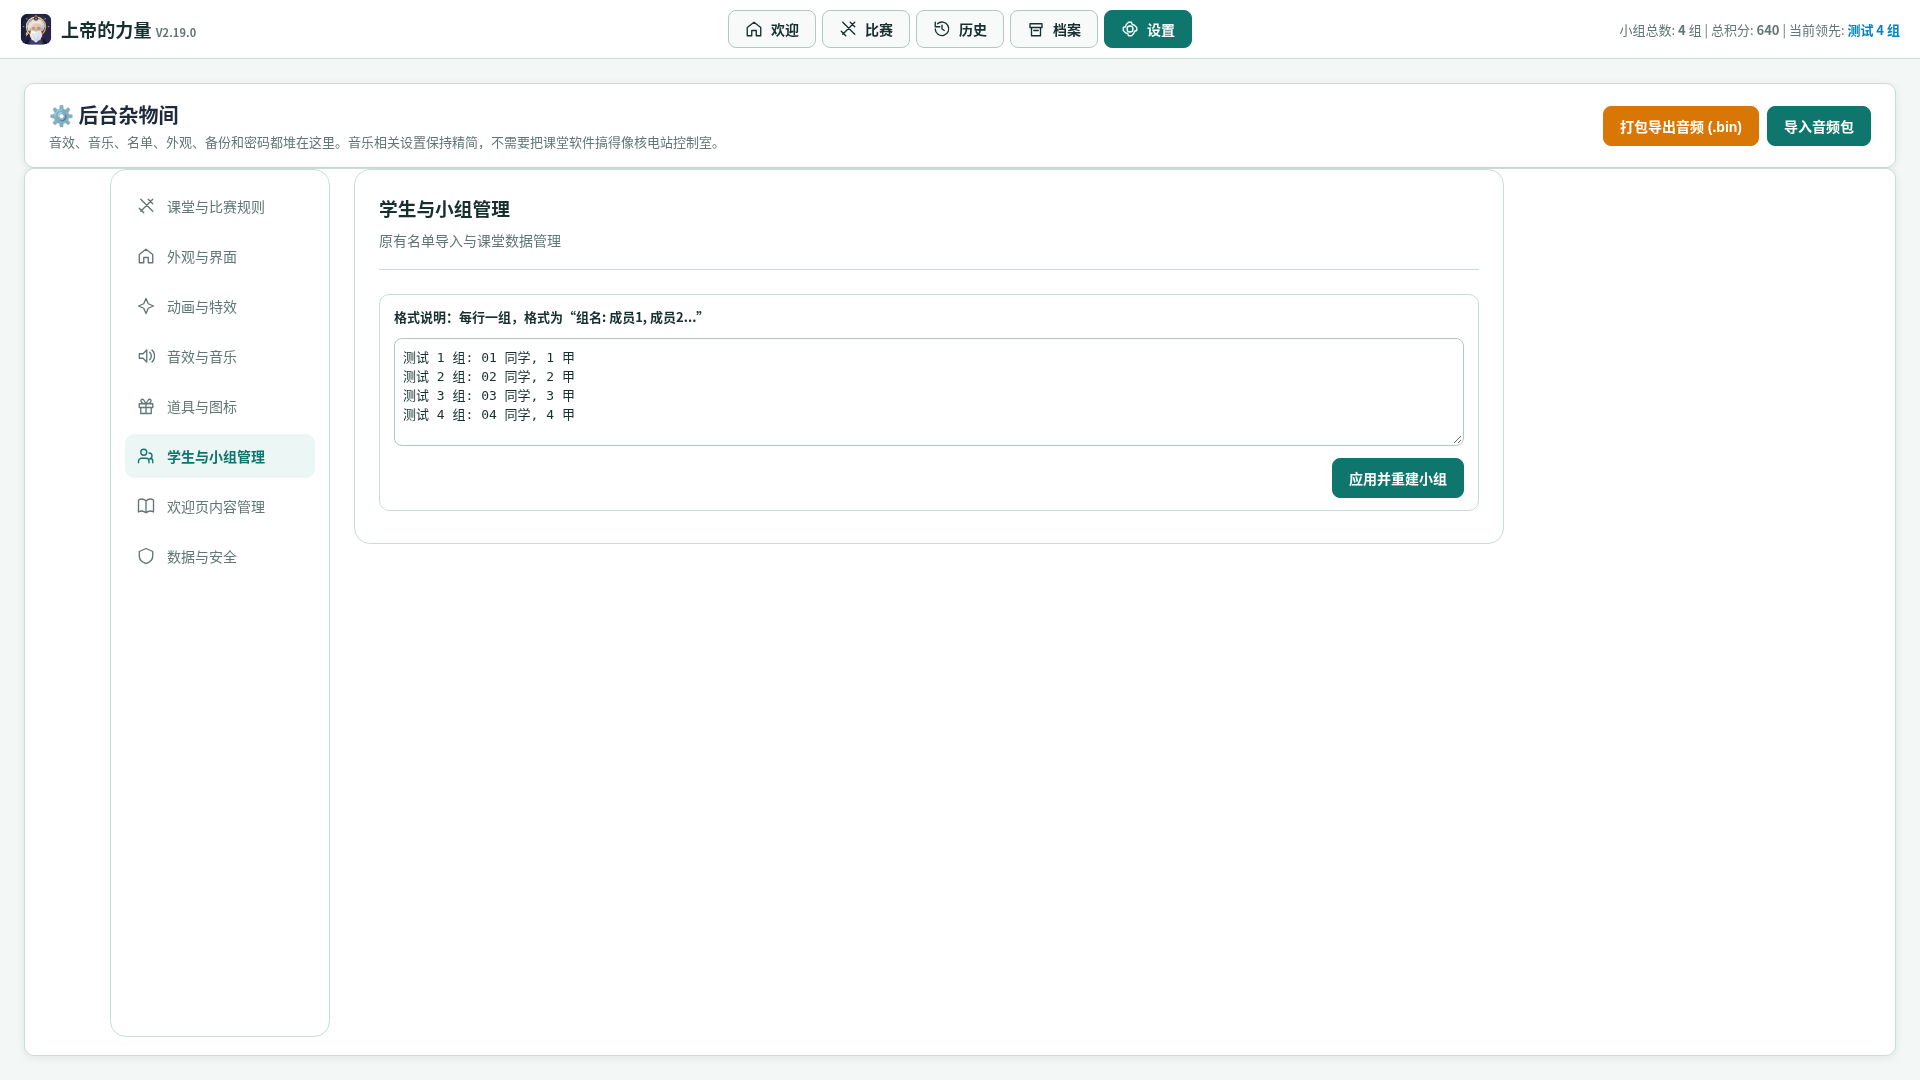 上帝的力量 V2.19.0
欢迎
比赛
历史
档案
设置
小组总数: 4 组 | 总积分: 640 | 当前领先: 测试 4 组
后台杂物间
音效、音乐、名单、外观、备份和密码都堆在这里。音乐相关设置保持精简，不需要把课堂软件搞得像核电站控制室。
打包导出音频 (.bin)
导入音频包
课堂与比赛规则
外观与界面
动画与特效
音效与音乐
道具与图标
学生与小组管理
欢迎页内容管理
数据与安全
学生与小组管理
原有名单导入与课堂数据管理
格式说明：每行一组，格式为“组名: 成员1, 成员2...”
测试 1 组: 01 同学, 1 甲
测试 2 组: 02 同学, 2 甲
测试 3 组: 03 同学, 3 甲
测试 4 组: 04 同学, 4 甲
应用并重建小组